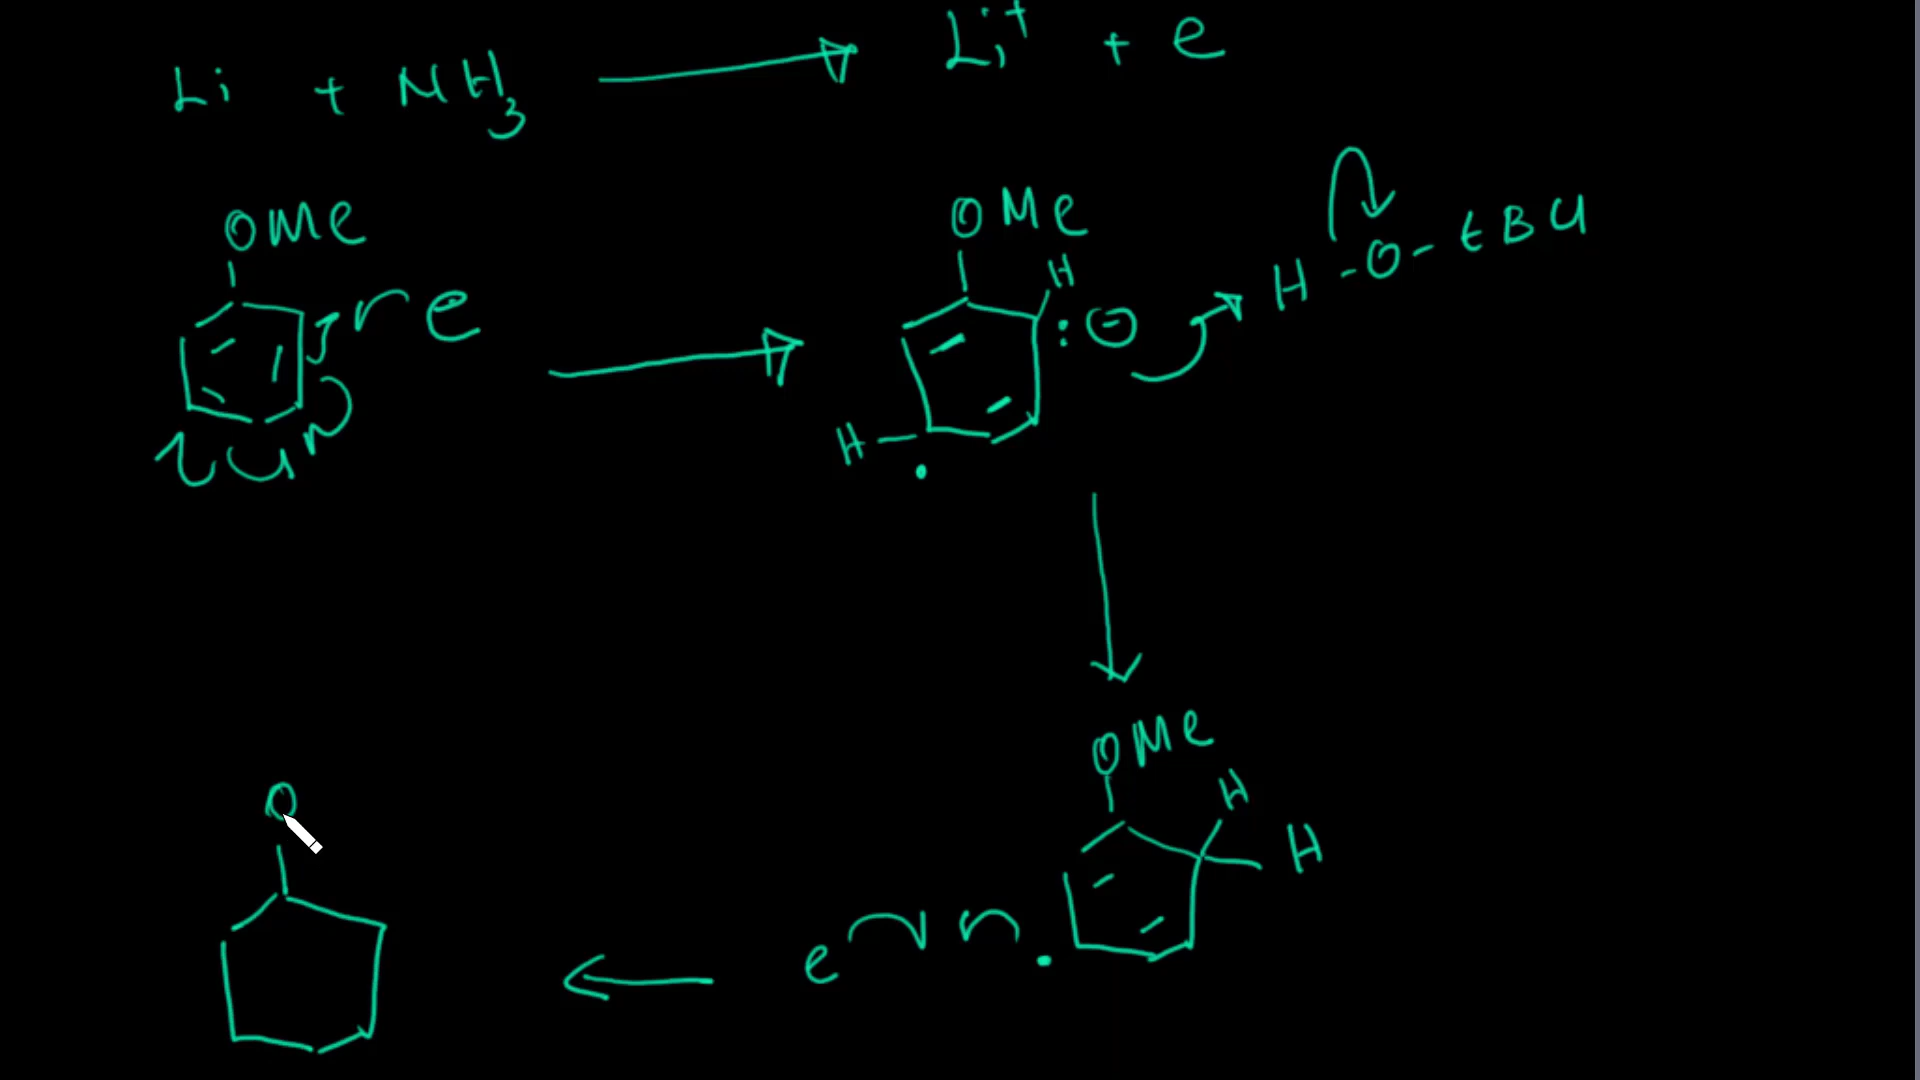 Li + NH3 → Li+ + e
OMe
e
OMe
H
:⊖
H-O-tBu
H
•
OMe
H
H
e
•
O